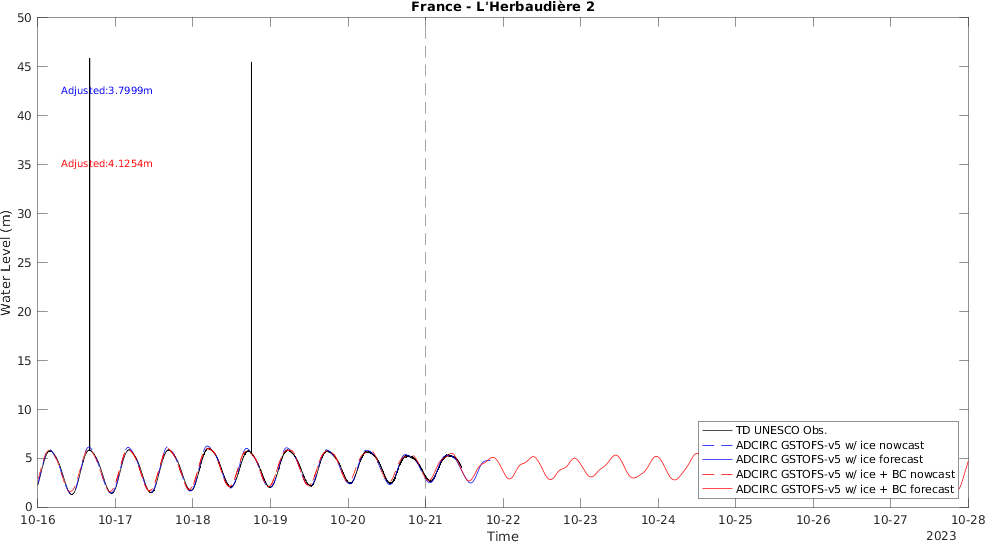 France - L'Herbaudière 2
50
45
40
35
30
25
20
15
10
5
0
Water Level (m)
Adjusted:3.7999m
Adjusted:4.1254m
TD UNESCO Obs.
ADCIRC GSTOFS-v5 w/ ice nowcast
ADCIRC GSTOFS-v5 w/ ice forecast
ADCIRC GSTOFS-v5 w/ ice + BC nowcast
ADCIRC GSTOFS-v5 w/ ice + BC forecast
10-16 10-17 10-18 10-19 10-20 10-21 10-22 10-23 10-24 10-25 10-26 10-27 10-28
Time
2023